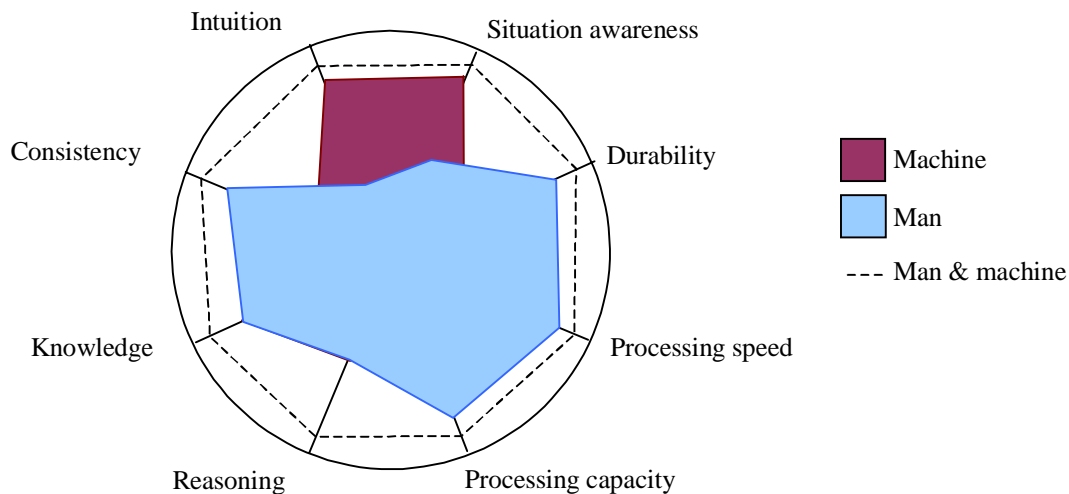 Intuition
Situation awareness
Consistency
Durability
Machine
Man
Man & machine
Knowledge
Processing speed
Reasoning
Processing capacity